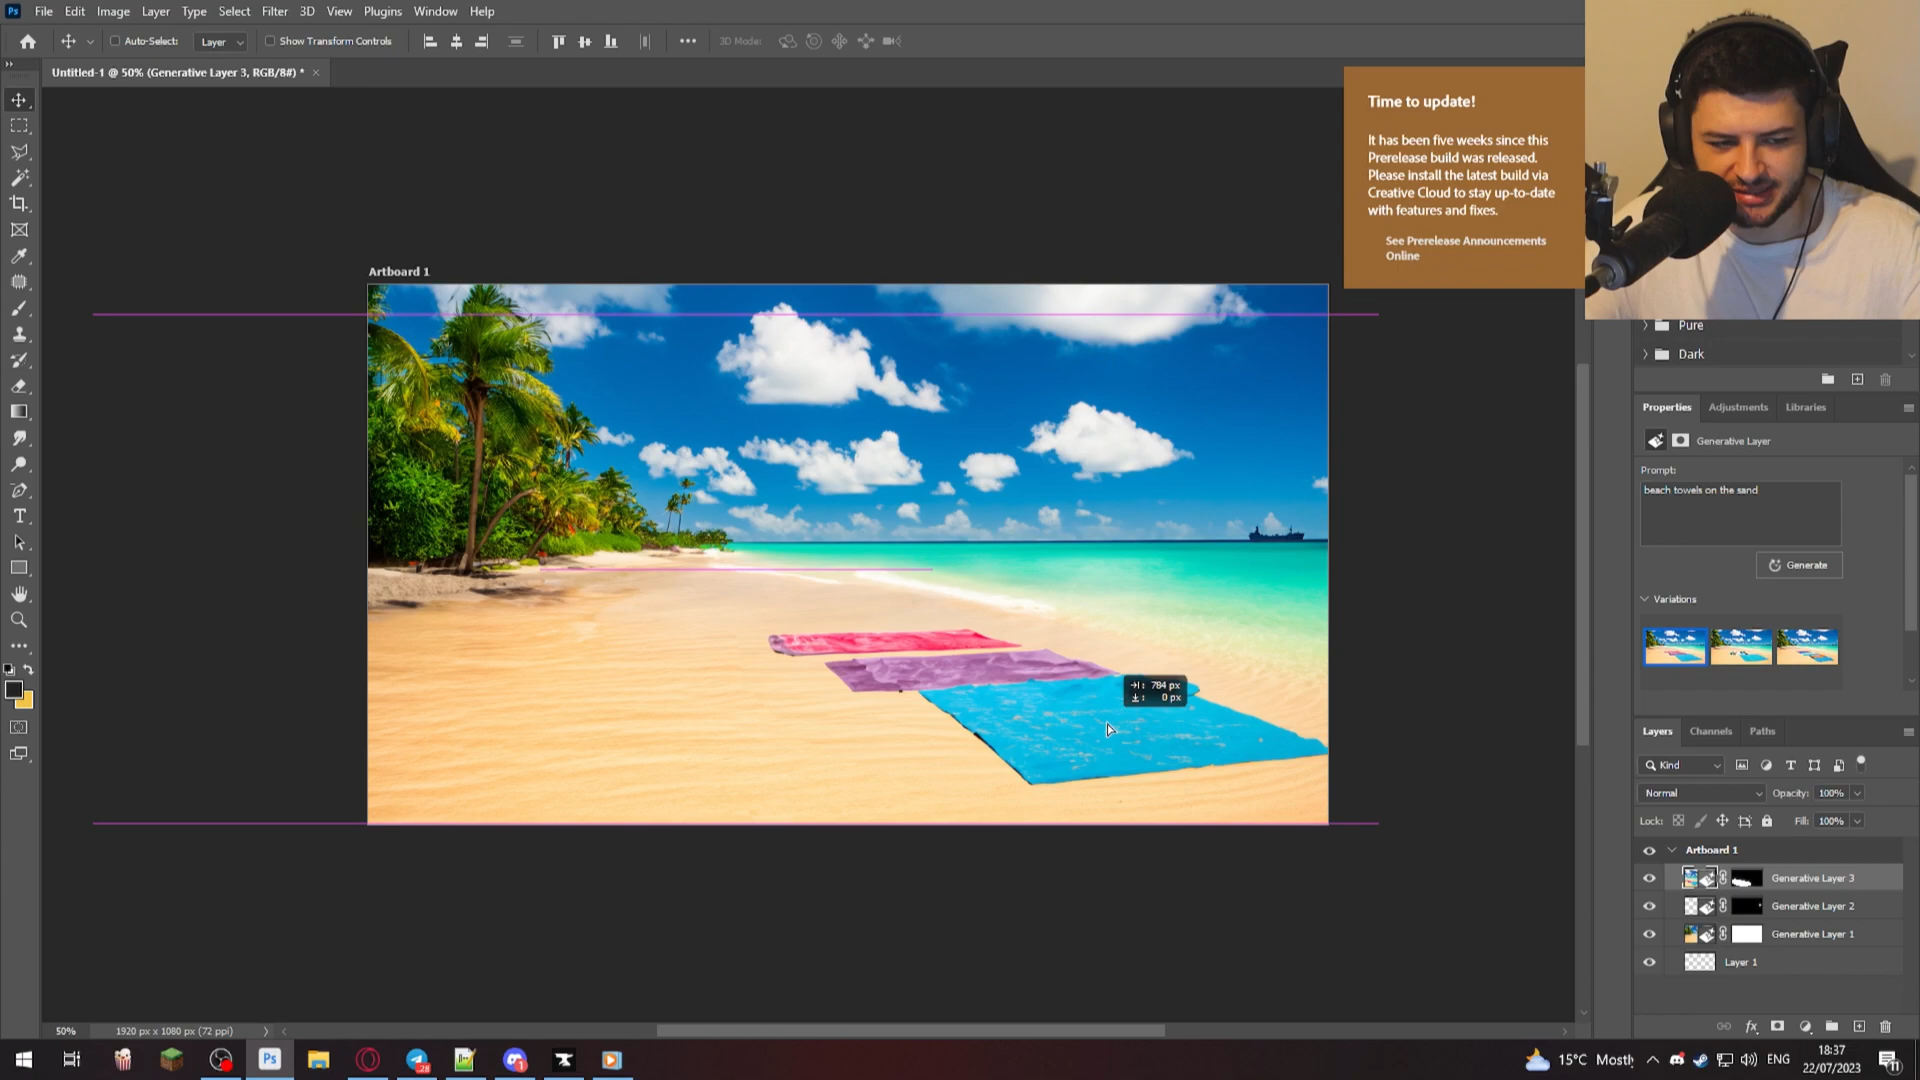 Ps File Edit Image Layer Type Select Filter 3D View Plugins Window Help
Auto-Select: Layer Show Transform Controls 3D Mode:
Untitled-1 @ 50% (Generative Layer 3, RGB/8#) * ×
Time to update!
It has been five weeks since this
Prerelease build was released.
Please install the latest build via
Creative Cloud to stay up-to-date
with features and fixes.
See Prerelease Announcements
Online
Artboard 1
784 px
0 px
Pure
Dark
Properties Adjustments Libraries
Generative Layer
Prompt:
beach towels on the sand
Generate
Variations
Layers Channels Paths
Kind
Normal Opacity: 100%
Lock: Fill: 100%
Artboard 1
Generative Layer 3
Generative Layer 2
Generative Layer 1
Layer 1
50% 1920 px x 1080 px (72 ppi)
Ps 28 1 15°C Mostly ENG 18:37
22/07/2023 11